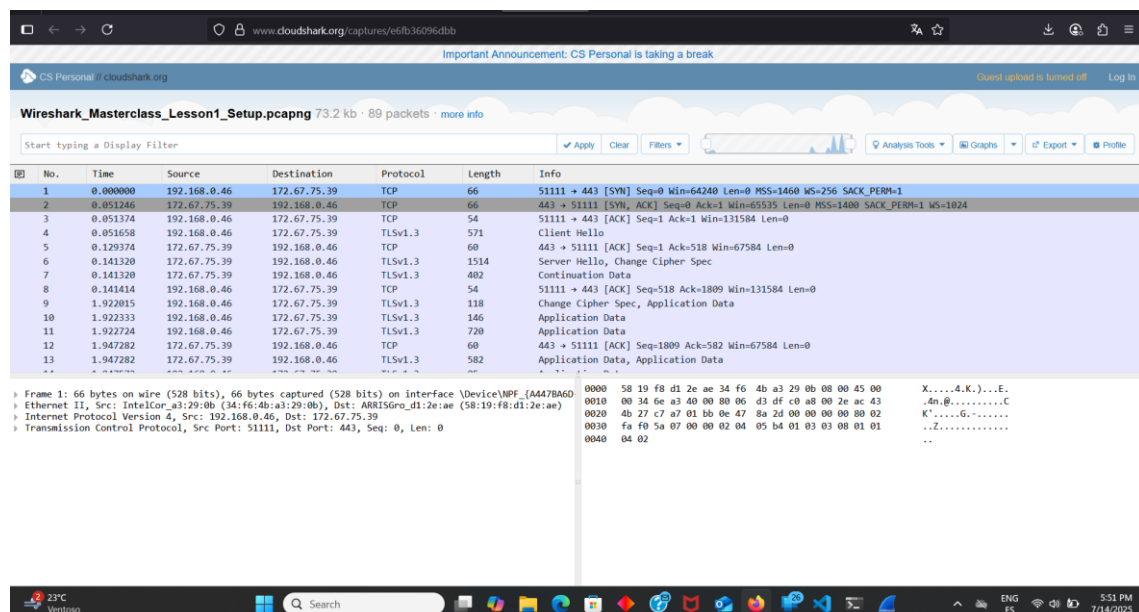 www.cloudshark.org/captures/e6fb36096dbb
Important Announcement: CS Personal is taking a break
CS Personal // cloudshark.org Guest upload is turned off Log In
Wireshark_Masterclass_Lesson1_Setup.pcapng 73.2 kb · 89 packets · more info
Start typing a Display Filter Apply Clear Filters Analysis Tools Graphs Export Profile
No. Time Source Destination Protocol Length Info
1 0.000000 192.168.0.46 172.67.75.39 TCP 66 51111 → 443 [SYN] Seq=0 Win=64240 Len=0 MSS=1460 WS=256 SACK_PERM=1
2 0.051246 172.67.75.39 192.168.0.46 TCP 66 443 → 51111 [SYN, ACK] Seq=0 Ack=1 Win=65535 Len=0 MSS=1400 SACK_PERM=1 WS=1024
3 0.051374 192.168.0.46 172.67.75.39 TCP 54 51111 → 443 [ACK] Seq=1 Ack=1 Win=131584 Len=0
4 0.051658 192.168.0.46 172.67.75.39 TLSv1.3 571 Client Hello
5 0.129374 172.67.75.39 192.168.0.46 TCP 60 443 → 51111 [ACK] Seq=1 Ack=518 Win=67584 Len=0
6 0.141320 172.67.75.39 192.168.0.46 TLSv1.3 1514 Server Hello, Change Cipher Spec
7 0.141320 172.67.75.39 192.168.0.46 TLSv1.3 402 Continuation Data
8 0.141414 192.168.0.46 172.67.75.39 TCP 54 51111 → 443 [ACK] Seq=518 Ack=1809 Win=131584 Len=0
9 1.922015 192.168.0.46 172.67.75.39 TLSv1.3 118 Change Cipher Spec, Application Data
10 1.922333 192.168.0.46 172.67.75.39 TLSv1.3 146 Application Data
11 1.922724 192.168.0.46 172.67.75.39 TLSv1.3 720 Application Data
12 1.947282 172.67.75.39 192.168.0.46 TCP 60 443 → 51111 [ACK] Seq=1809 Ack=582 Win=67584 Len=0
13 1.947282 172.67.75.39 192.168.0.46 TLSv1.3 582 Application Data, Application Data
Frame 1: 66 bytes on wire (528 bits), 66 bytes captured (528 bits) on interface \Device\NPF_{A447BA6D-
Ethernet II, Src: IntelCor_a3:29:0b (34:f6:4b:a3:29:0b), Dst: ARRISGro_d1:2e:ae (58:19:f8:d1:2e:ae)
Internet Protocol Version 4, Src: 192.168.0.46, Dst: 172.67.75.39
Transmission Control Protocol, Src Port: 51111, Dst Port: 443, Seq: 0, Len: 0
0000 58 19 f8 d1 2e ae 34 f6 4b a3 29 0b 08 00 45 00 X.....4.K.)...E.
0010 00 34 6e a3 40 00 80 06 d3 df c0 a8 00 2e ac 43 .4n.@..........C
0020 4b 27 c7 a7 01 bb 0e 47 8a 2d 00 00 00 00 80 02 K'.....G.-......
0030 fa f0 5a 07 00 00 02 04 05 b4 01 03 03 08 01 01 ..Z.............
0040 04 02 ..
2 23°C Ventoso Search 26 ENG ES 5:51 PM 7/14/2025